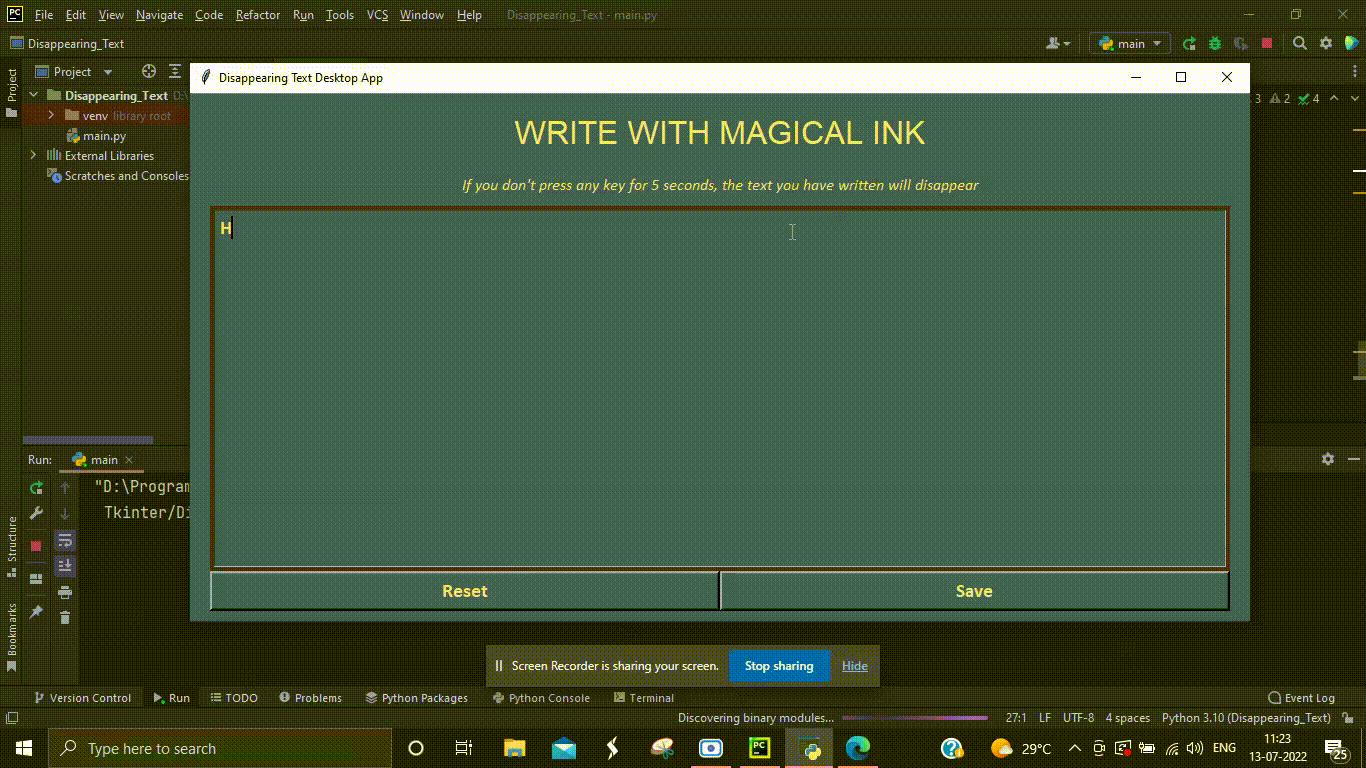 PC File Edit View Navigate Code Refactor Run Tools VCS Window Help Disappearing_Text - main.py
Disappearing_Text main
Project
Project
Disappearing Text Desktop App
Disappearing_Text D:\
3 2 4
venv library root
main.py
External Libraries
Scratches and Consoles
WRITE WITH MAGICAL INK
If you don't press any key for 5 seconds, the text you have written will disappear
H
Reset Save
Run: main
"D:\Program
Tkinter/Di
Structure
Bookmarks
Screen Recorder is sharing your screen. Stop sharing Hide
Version Control Run TODO Problems Python Packages Python Console Terminal Event Log
Discovering binary modules... 27:1 LF UTF-8 4 spaces Python 3.10 (Disappearing_Text)
Type here to search PC 29°C ENG 11:23
13-07-2022 25